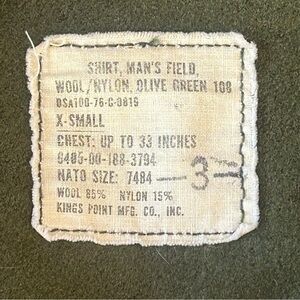 SHIRT, MAN'S FIELD,
WOOL/NYLON, OLIVE GREEN 108
DSA100-76-C-0819
X-SMALL
CHEST: UP TO 33 INCHES
8405-00-188-3794
NATO SIZE: 7484 —3—
WOOL 85% NYLON 15%
KINGS POINT MFG. CO., INC.